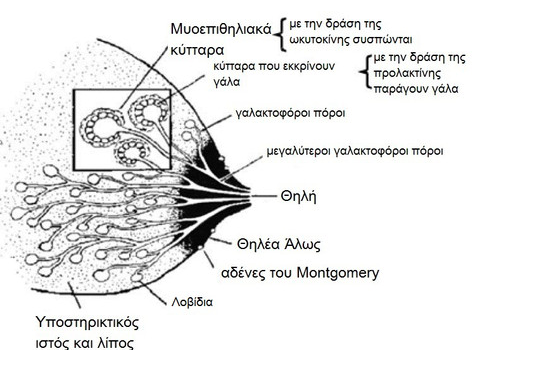 Μυοεπιθηλιακά
κύτταρα
με την δράση της
ωκυτοκίνης συσπώνται
κύτταρα που εκκρίνουν
γάλα
με την δράση της
προλακτίνης
παράγουν γάλα
γαλακτοφόροι πόροι
μεγαλύτεροι γαλακτοφόροι πόροι
Θηλή
Θηλέα Άλως
αδένες του Montgomery
Λοβίδια
Υποστηρικτικός
ιστός και λίπος